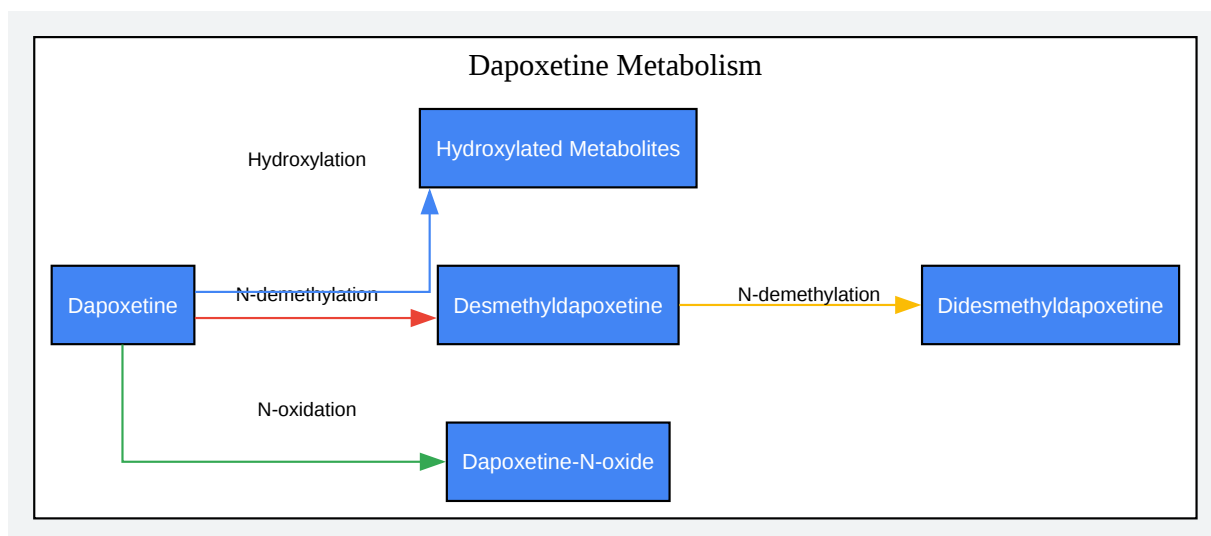 Dapoxetine Metabolism
Hydroxylated Metabolites
Hydroxylation
Dapoxetine
N-demethylation
Desmethyldapoxetine
N-demethylation
Didesmethyldapoxetine
N-oxidation
Dapoxetine-N-oxide